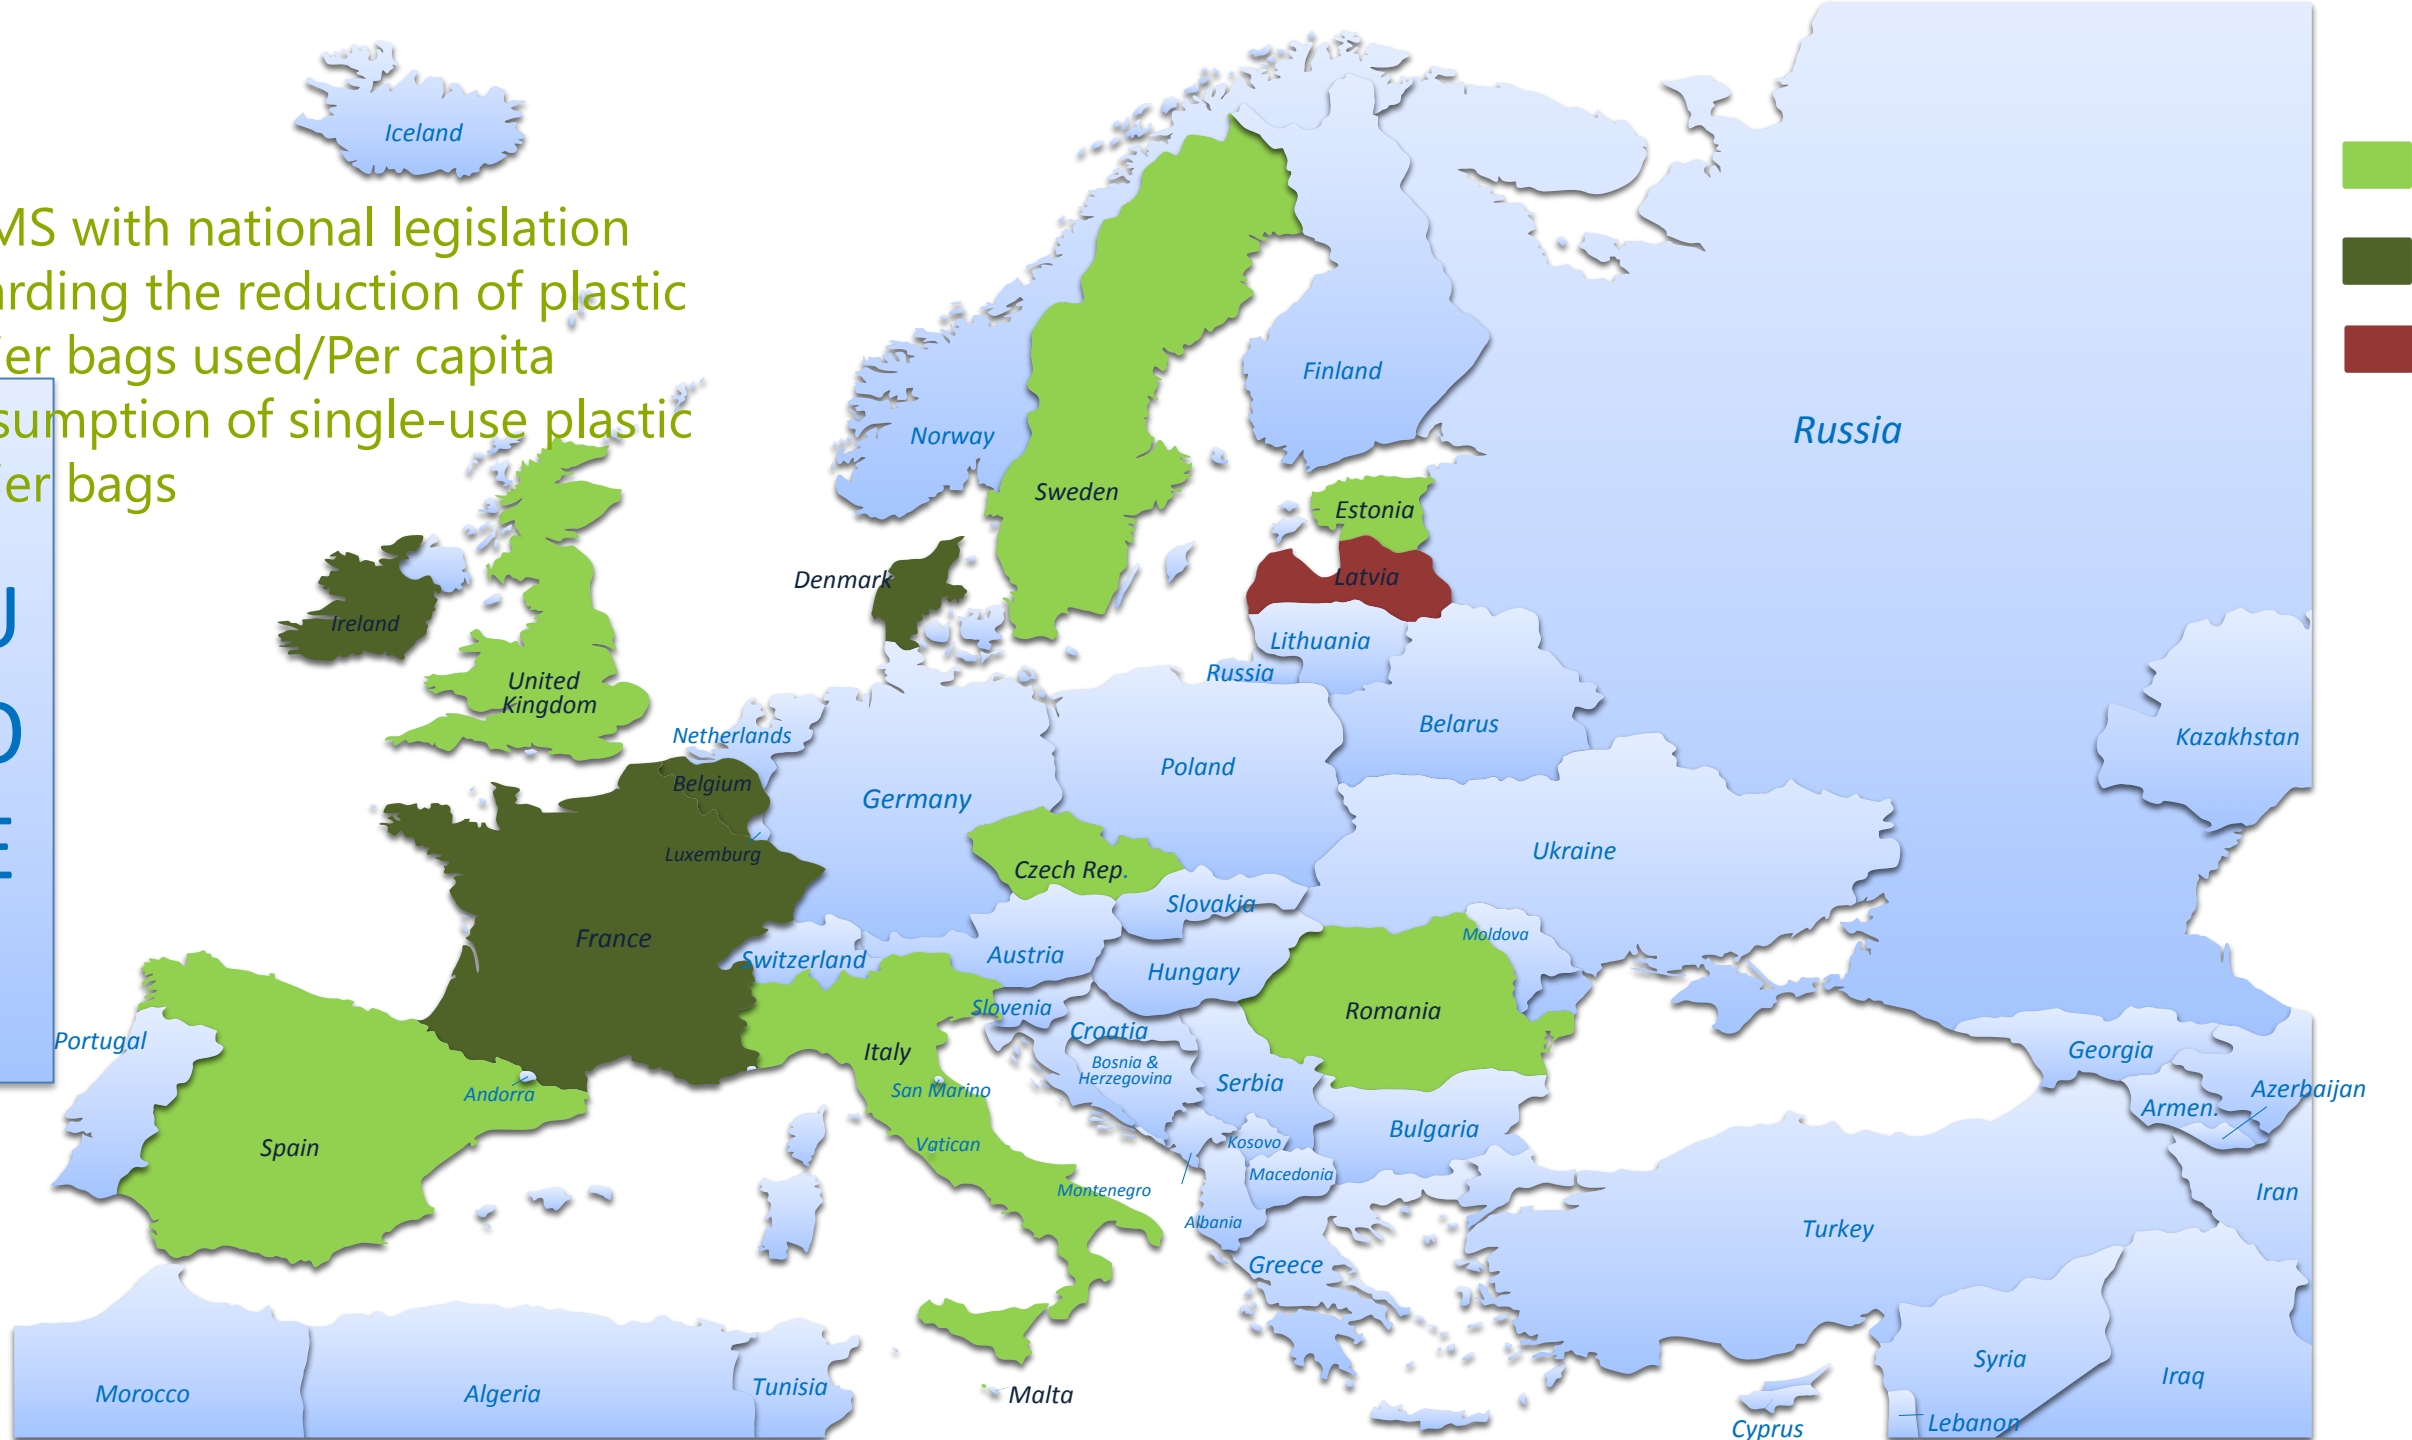 Iceland
MS with national legislation
arding the reduction of plastic
er bags used/Per capita
sumption of single-use plastic
er bags
U
E
Finland
Russia
Norway
Sweden
Estonia
Denmark
Latvia
Ireland
Lithuania
Russia
United
Kingdom
Netherlands
Belarus
Kazakhstan
Belgium
Poland
Germany
Luxemburg
Ukraine
Czech Rep.
Slovakia
France
Switzerland
Austria
Moldova
Hungary
Slovenia
Romania
Portugal
Croatia
Italy
Georgia
Bosnia &
Herzegovina
Serbia
Andorra
San Marino
Azerbaijan
Armen.
Spain
Vatican
Kosovo
Bulgaria
Macedonia
Montenegro
Iran
Albania
Turkey
Greece
Syria
Iraq
Morocco
Algeria
Tunisia
Malta
Cyprus
Lebanon